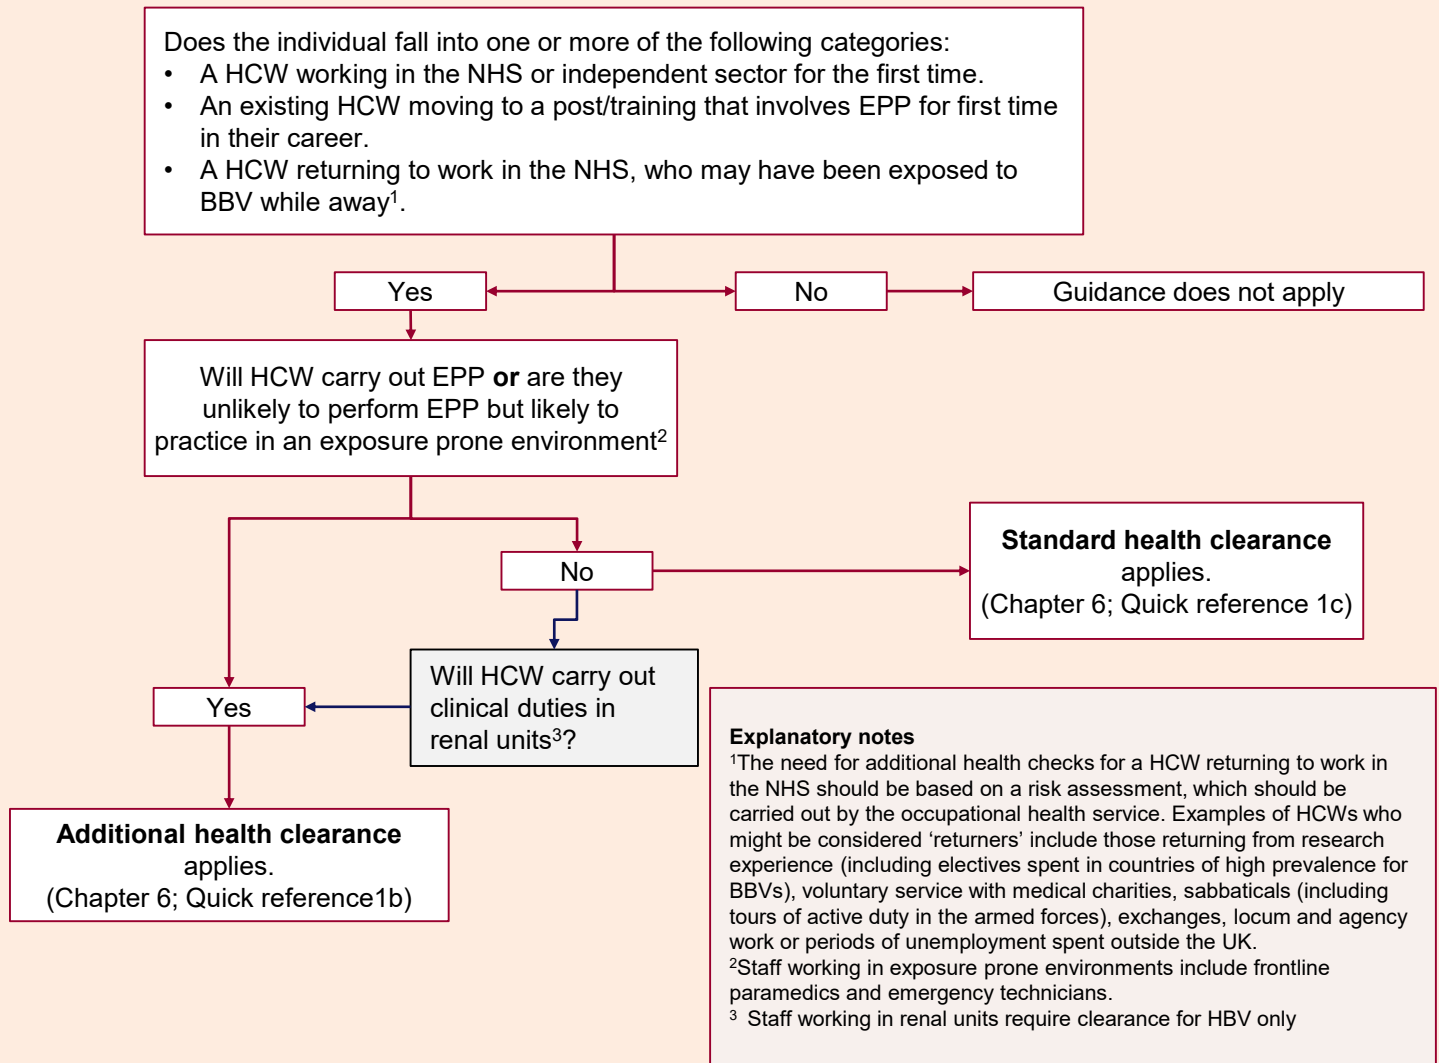 Does the individual fall into one or more of the following categories:
• A HCW working in the NHS or independent sector for the first time.
• An existing HCW moving to a post/training that involves EPP for first time
in their career.
• A HCW returning to work in the NHS, who may have been exposed to
BBV while away¹.
Yes
No
Guidance does not apply
Will HCW carry out EPP or are they
unlikely to perform EPP but likely to
practice in an exposure prone environment²
No
Standard health clearance
applies.
(Chapter 6; Quick reference 1c)
Will HCW carry out
clinical duties in
renal units³?
Yes
Additional health clearance
applies.
(Chapter 6; Quick reference1b)
Explanatory notes
¹The need for additional health checks for a HCW returning to work in
the NHS should be based on a risk assessment, which should be
carried out by the occupational health service. Examples of HCWs who
might be considered ‘returners’ include those returning from research
experience (including electives spent in countries of high prevalence for
BBVs), voluntary service with medical charities, sabbaticals (including
tours of active duty in the armed forces), exchanges, locum and agency
work or periods of unemployment spent outside the UK.
²Staff working in exposure prone environments include frontline
paramedics and emergency technicians.
³ Staff working in renal units require clearance for HBV only